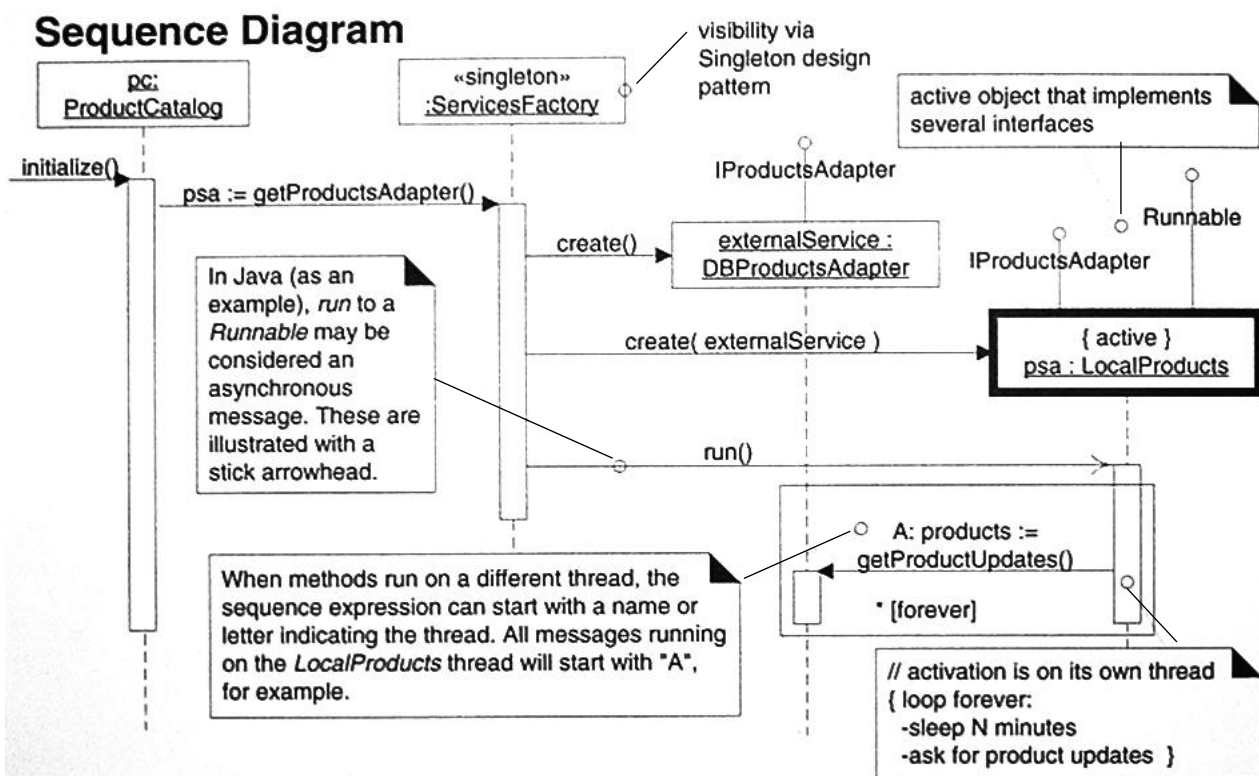 Sequence Diagram
visibility via
Singleton design
pattern
pc:
ProductCatalog
«singleton»
:ServicesFactory
active object that implements
several interfaces
initialize()
psa := getProductsAdapter()
IProductsAdapter
Runnable
create()
externalService :
DBProductsAdapter
IProductsAdapter
In Java (as an
example), run to a
Runnable may be
considered an
asynchronous
message. These are
illustrated with a
stick arrowhead.
create( externalService )
{ active }
psa : LocalProducts
run()
A: products :=
getProductUpdates()
* [forever]
When methods run on a different thread, the
sequence expression can start with a name or
letter indicating the thread. All messages running
on the LocalProducts thread will start with "A",
for example.
// activation is on its own thread
{ loop forever:
-sleep N minutes
-ask for product updates }